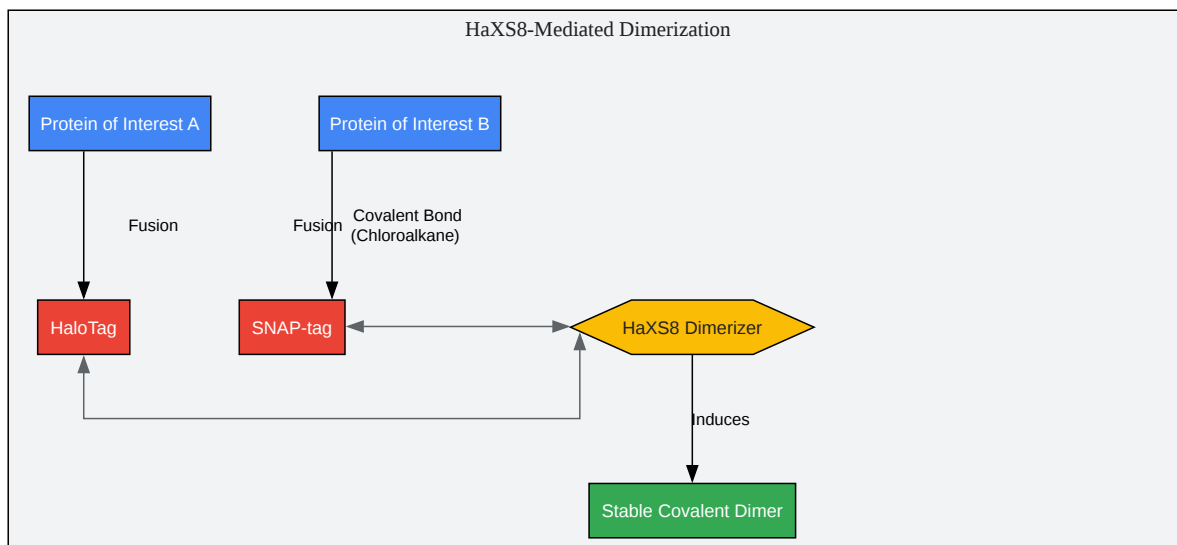 HaXS8-Mediated Dimerization
Protein of Interest A
Protein of Interest B
Fusion
Fusion
Covalent Bond
(Chloroalkane)
HaloTag
SNAP-tag
HaXS8 Dimerizer
Induces
Stable Covalent Dimer